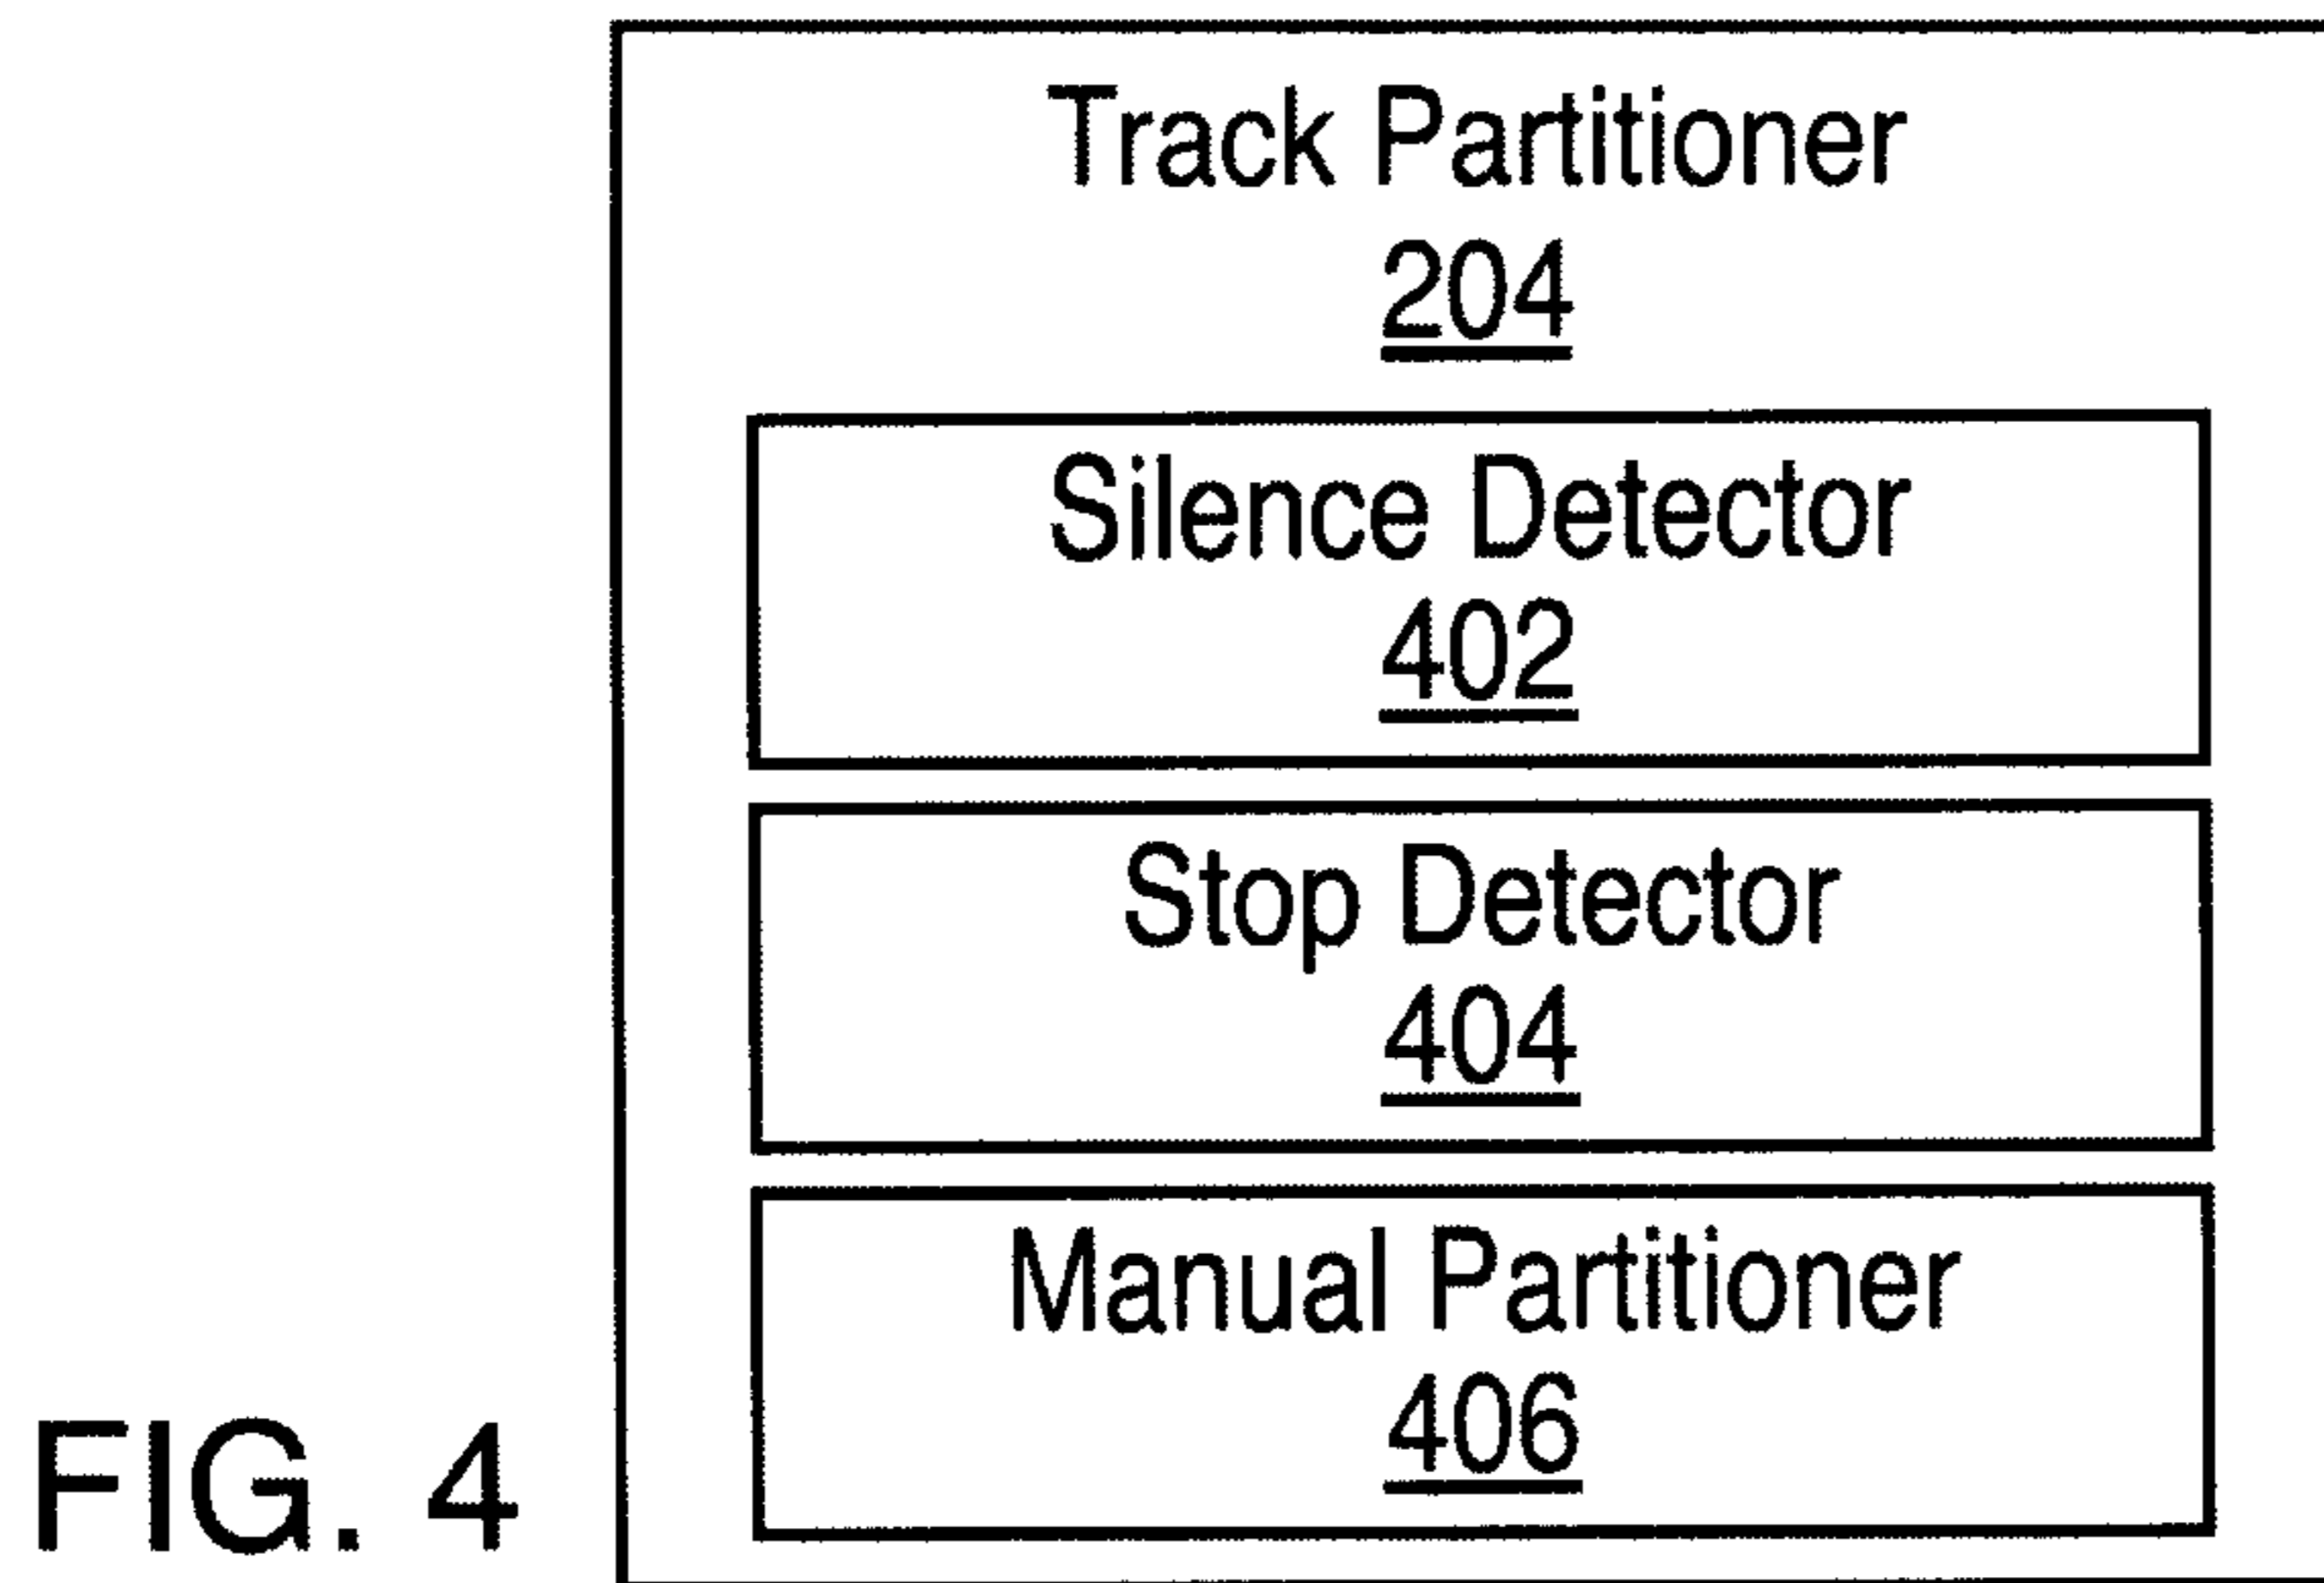 Track Partitioner
204
Silence Detector
402
Stop Detector
404
Manual Partitioner
406
FIG. 4